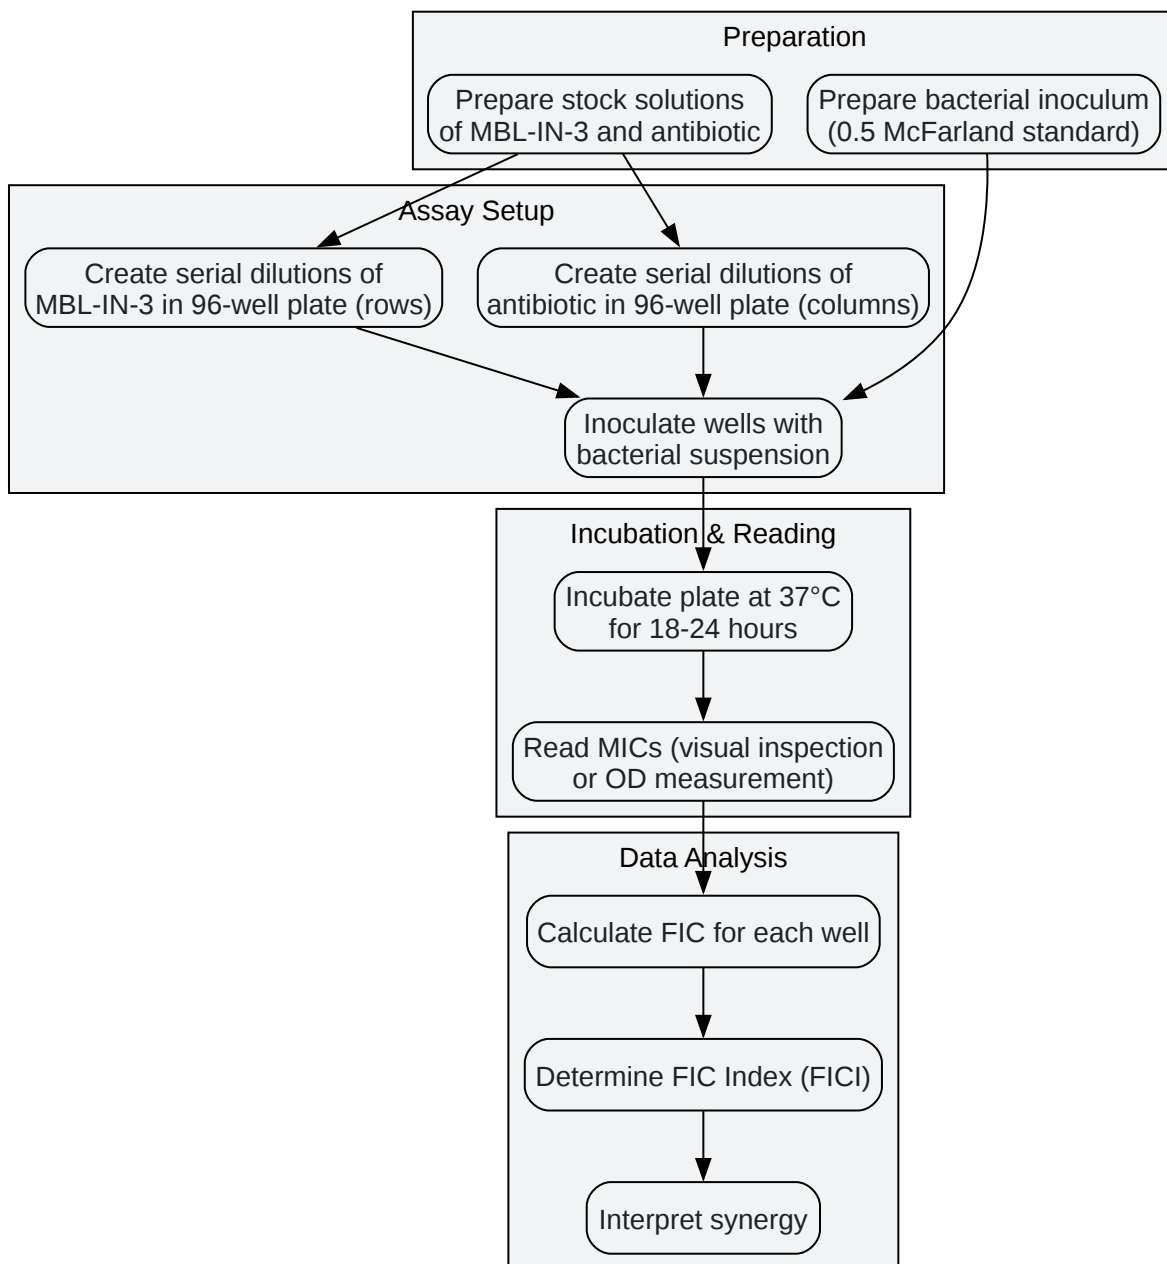 Preparation
Prepare stock solutions
of MBL-IN-3 and antibiotic
Prepare bacterial inoculum
(0.5 McFarland standard)
Assay Setup
Create serial dilutions of
MBL-IN-3 in 96-well plate (rows)
Create serial dilutions of
antibiotic in 96-well plate (columns)
Inoculate wells with
bacterial suspension
Incubation & Reading
Incubate plate at 37°C
for 18-24 hours
Read MICs (visual inspection
or OD measurement)
Data Analysis
Calculate FIC for each well
Determine FIC Index (FICI)
Interpret synergy